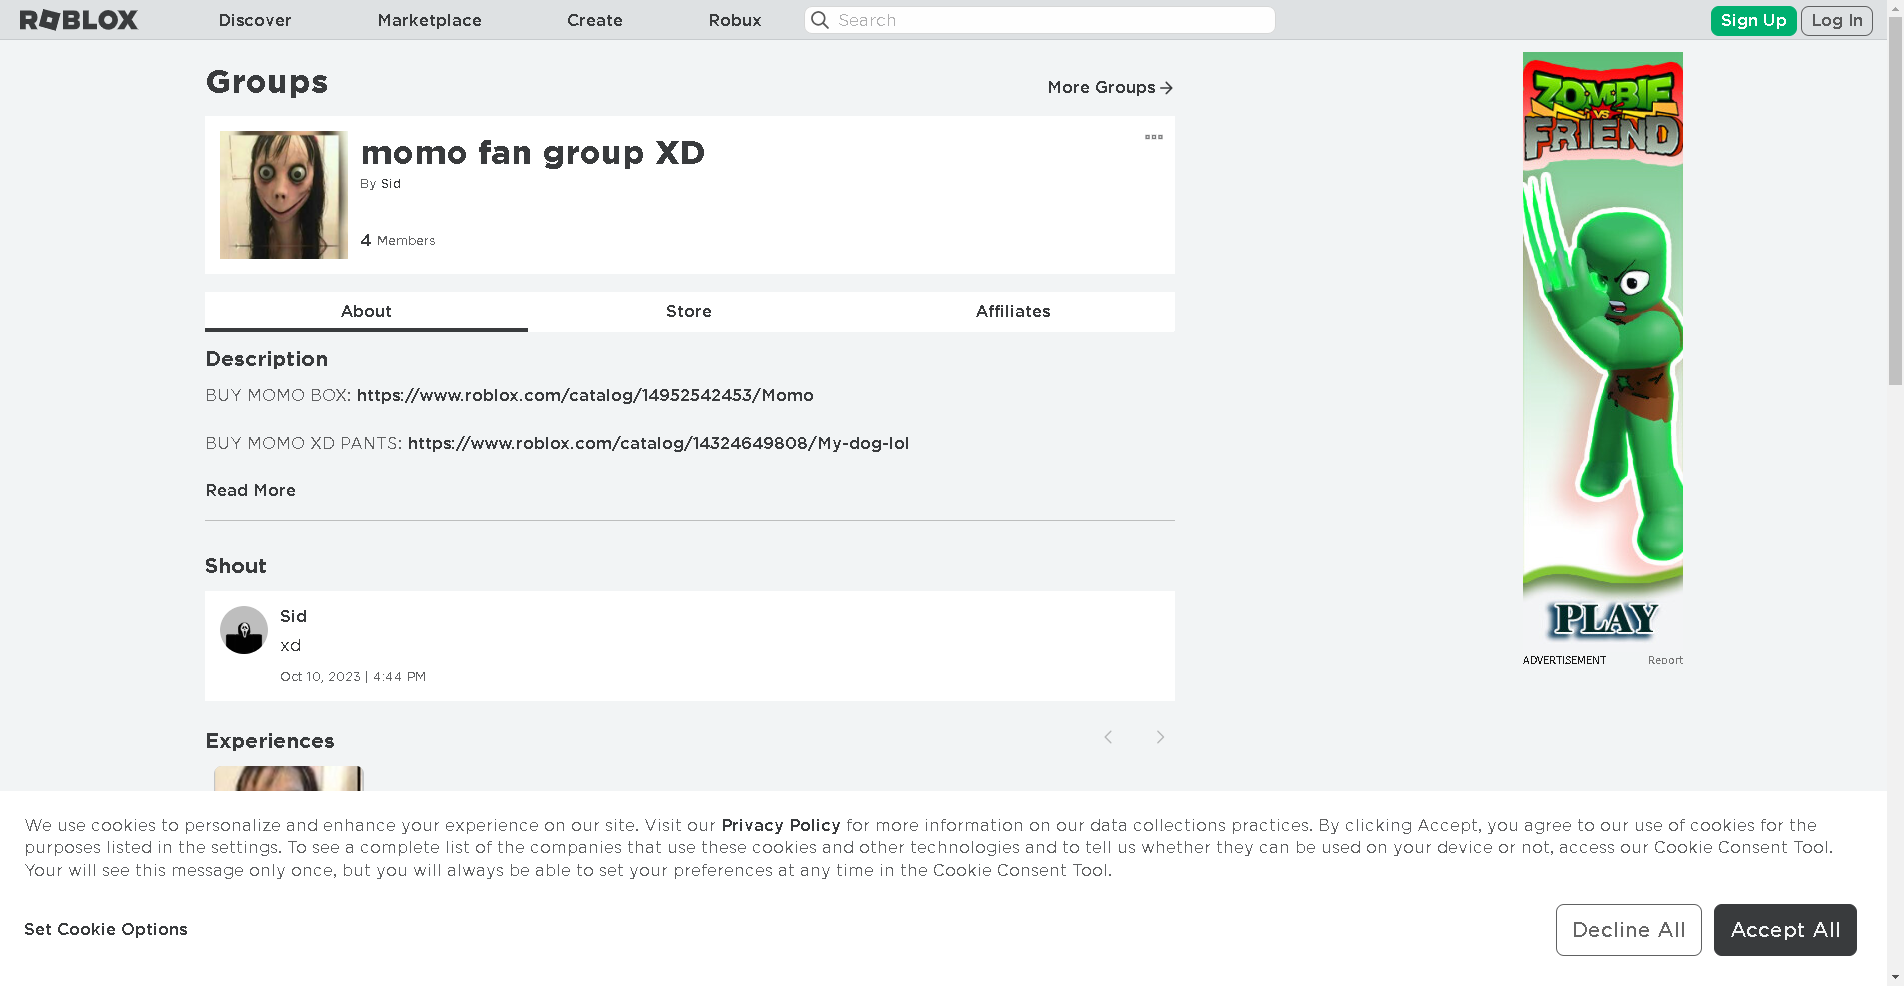 ROBLOX Discover Marketplace Create Robux Search Sign Up Log In
Groups
More Groups
momo fan group XD
By Sid
4 Members
About Store Affiliates
Description
BUY MOMO BOX: https://www.roblox.com/catalog/14952542453/Momo
BUY MOMO XD PANTS: https://www.roblox.com/catalog/14324649808/My-dog-lol
Read More
Shout
Sid
xd
Oct 10, 2023 | 4:44 PM
Experiences
ZOMBIE
VS
FRIEND
PLAY
ADVERTISEMENT Report
We use cookies to personalize and enhance your experience on our site. Visit our Privacy Policy for more information on our data collections practices. By clicking Accept, you agree to our use of cookies for the
purposes listed in the settings. To see a complete list of the companies that use these cookies and other technologies and to tell us whether they can be used on your device or not, access our Cookie Consent Tool.
Your will see this message only once, but you will always be able to set your preferences at any time in the Cookie Consent Tool.
Set Cookie Options Decline All Accept All